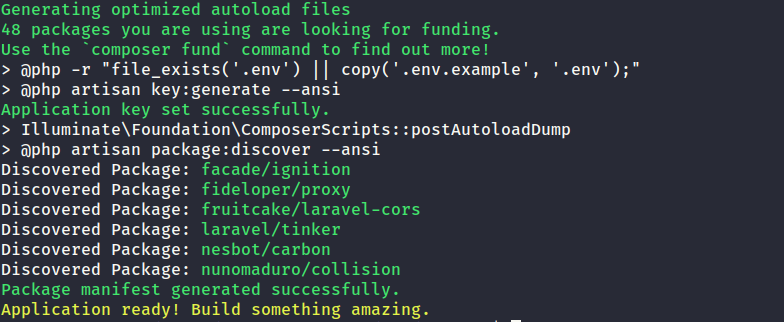 Generating optimized autoload files
48 packages you are using are looking for funding.
Use the `composer fund` command to find out more!
> @php -r "file_exists('.env') || copy('.env.example', '.env');"
> @php artisan key:generate --ansi
Application key set successfully.
> Illuminate\Foundation\ComposerScripts::postAutoloadDump
> @php artisan package:discover --ansi
Discovered Package: facade/ignition
Discovered Package: fideloper/proxy
Discovered Package: fruitcake/laravel-cors
Discovered Package: laravel/tinker
Discovered Package: nesbot/carbon
Discovered Package: nunomaduro/collision
Package manifest generated successfully.
Application ready! Build something amazing.